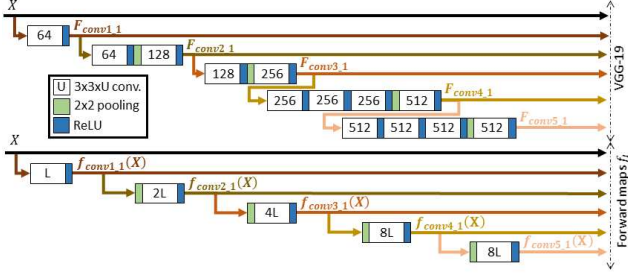 X
64
F_conv1_1
64 128
F_conv2_1
128 256
F_conv3_1
256 256 256 512
F_conv4_1
512 512 512 512
F_conv5_1
VGG-19
U 3x3xU conv.
2x2 pooling
ReLU
X
L
f_conv1_1(X)
2L
f_conv2_1(X)
4L
f_conv3_1(X)
8L
f_conv4_1(X)
8L
f_conv5_1(X)
Forward maps f_l